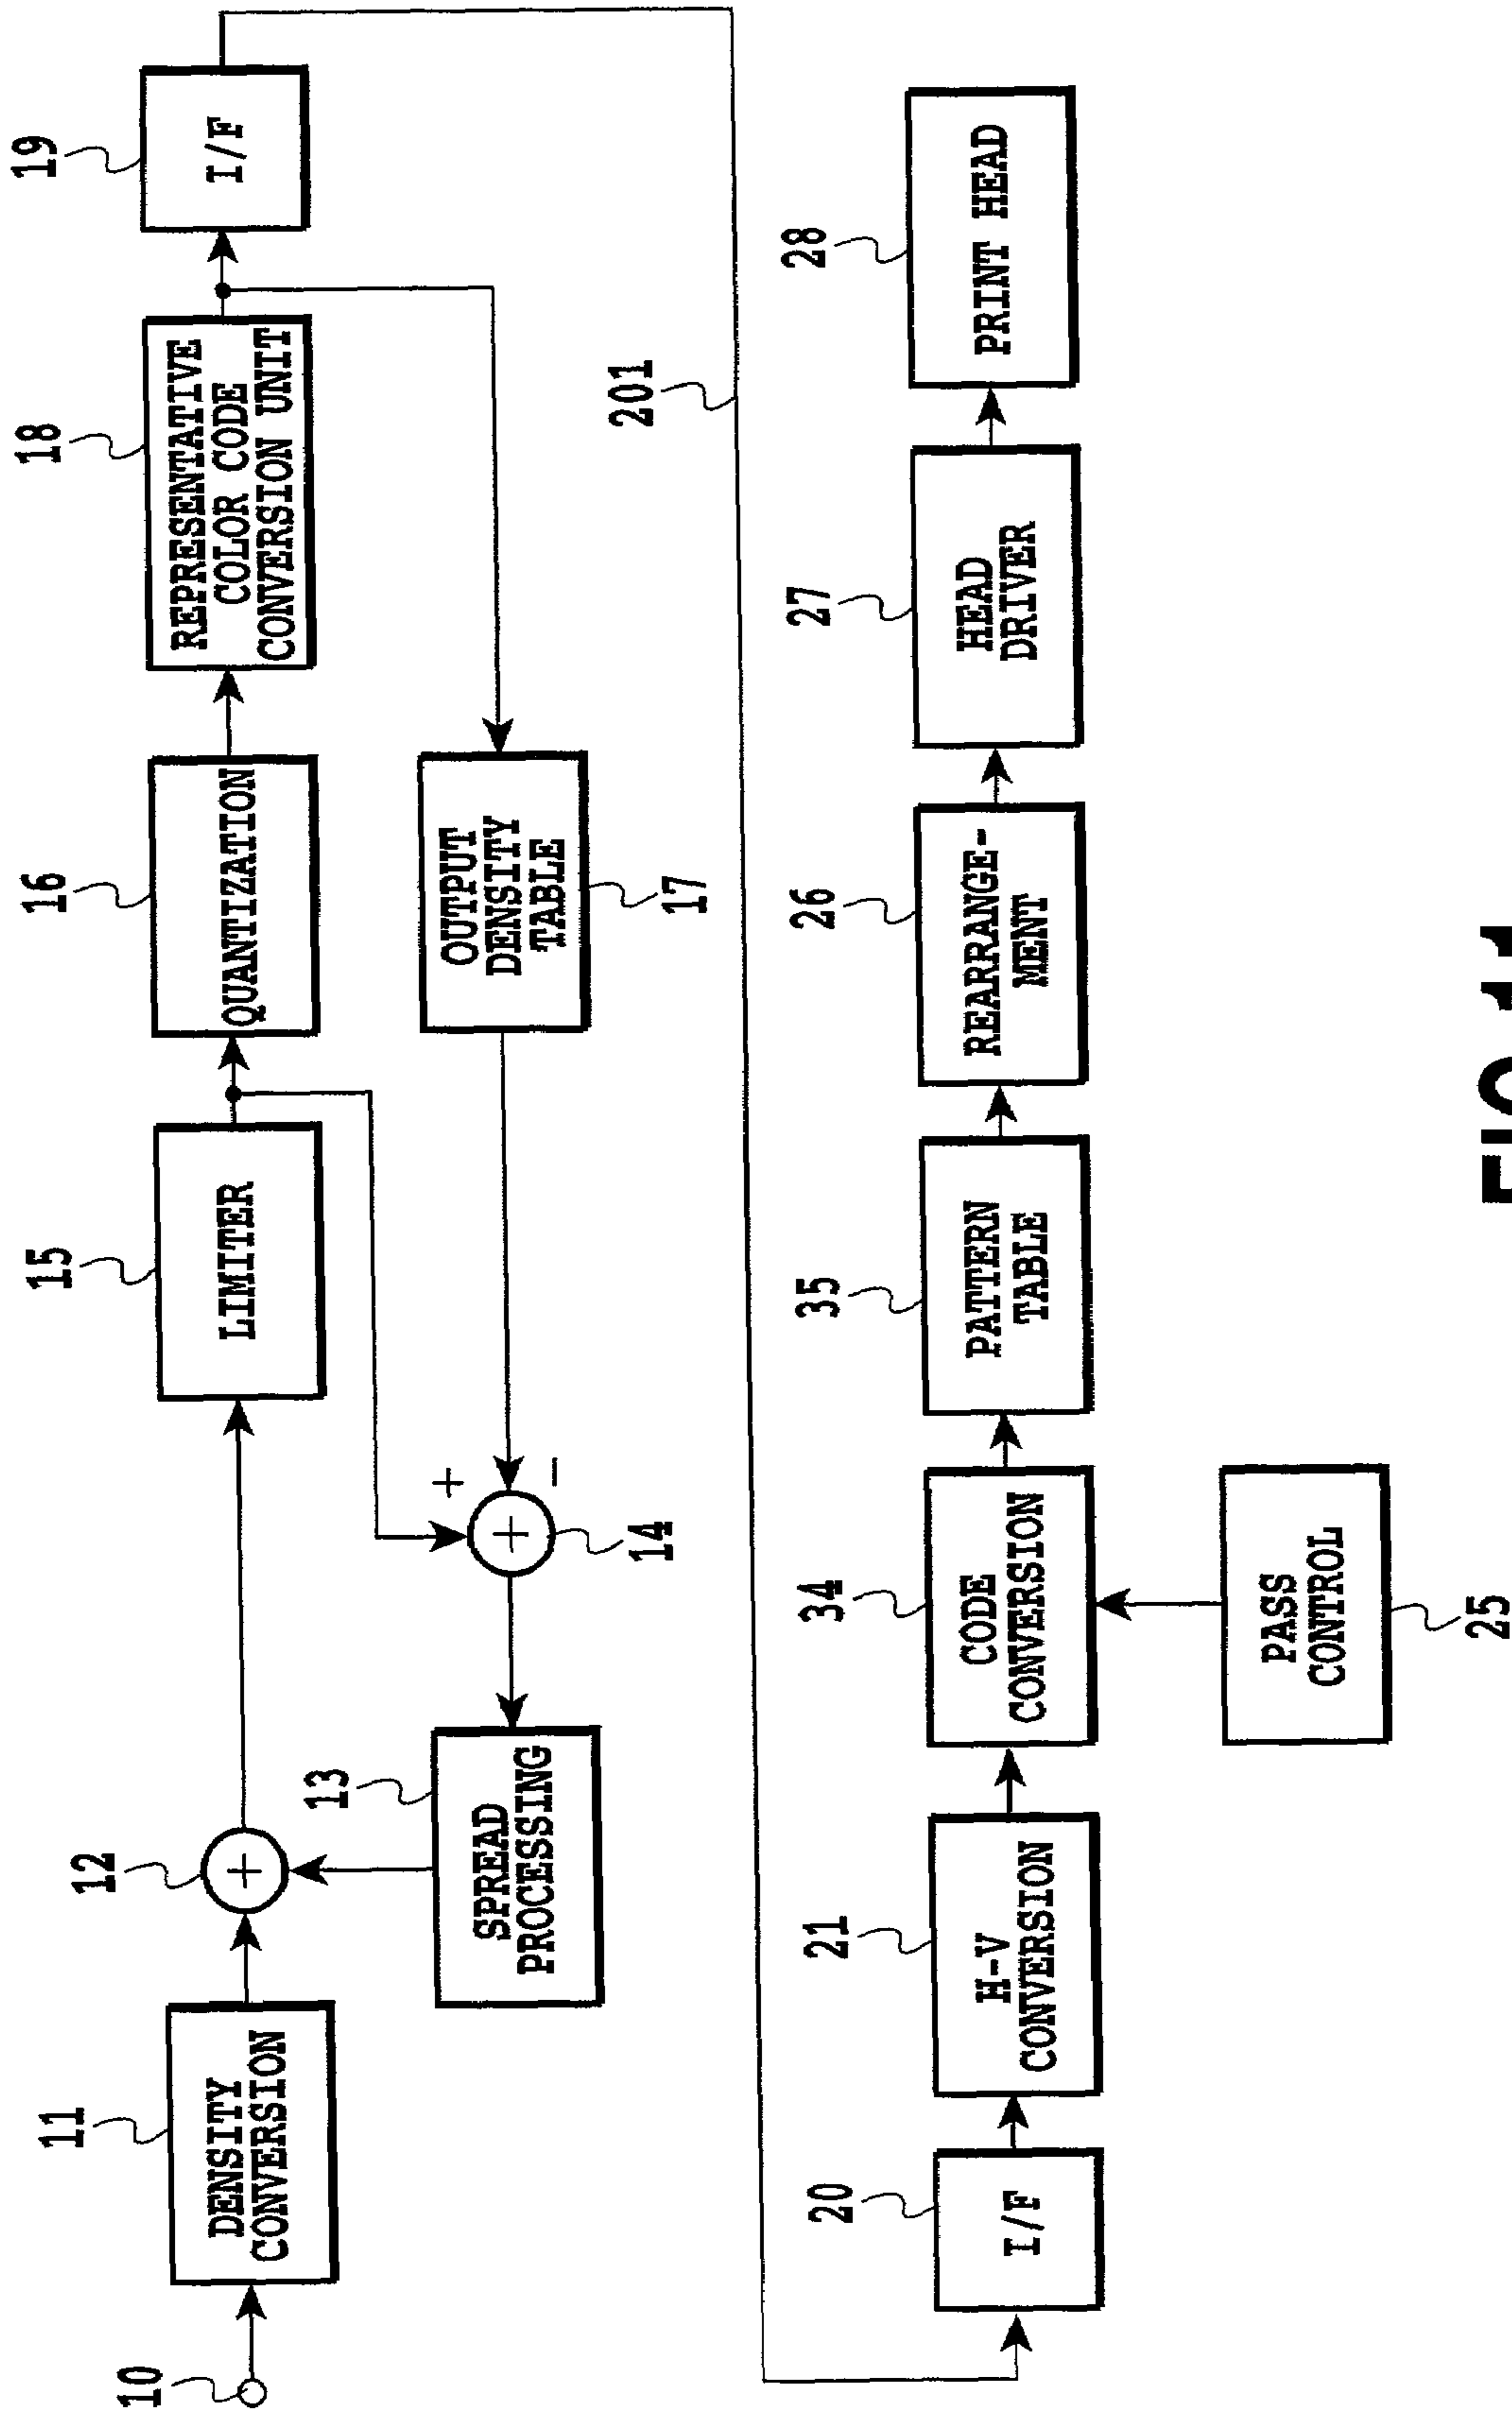 10
11
DENSITY
CONVERSION
12
+
13
SPREAD
PROCESSING
14
+
+
−
15
LIMITER
16
QUANTIZATION
17
OUTPUT
DENSITY
TABLE
18
REPRESENTATIVE
COLOR CODE
CONVERSION UNIT
19
I/F
201
20
I/F
21
H-V
CONVERSION
34
CODE
CONVERSION
25
PASS
CONTROL
35
PATTERN
TABLE
26
REARRANGE-
MENT
27
HEAD
DRIVER
28
PRINT HEAD